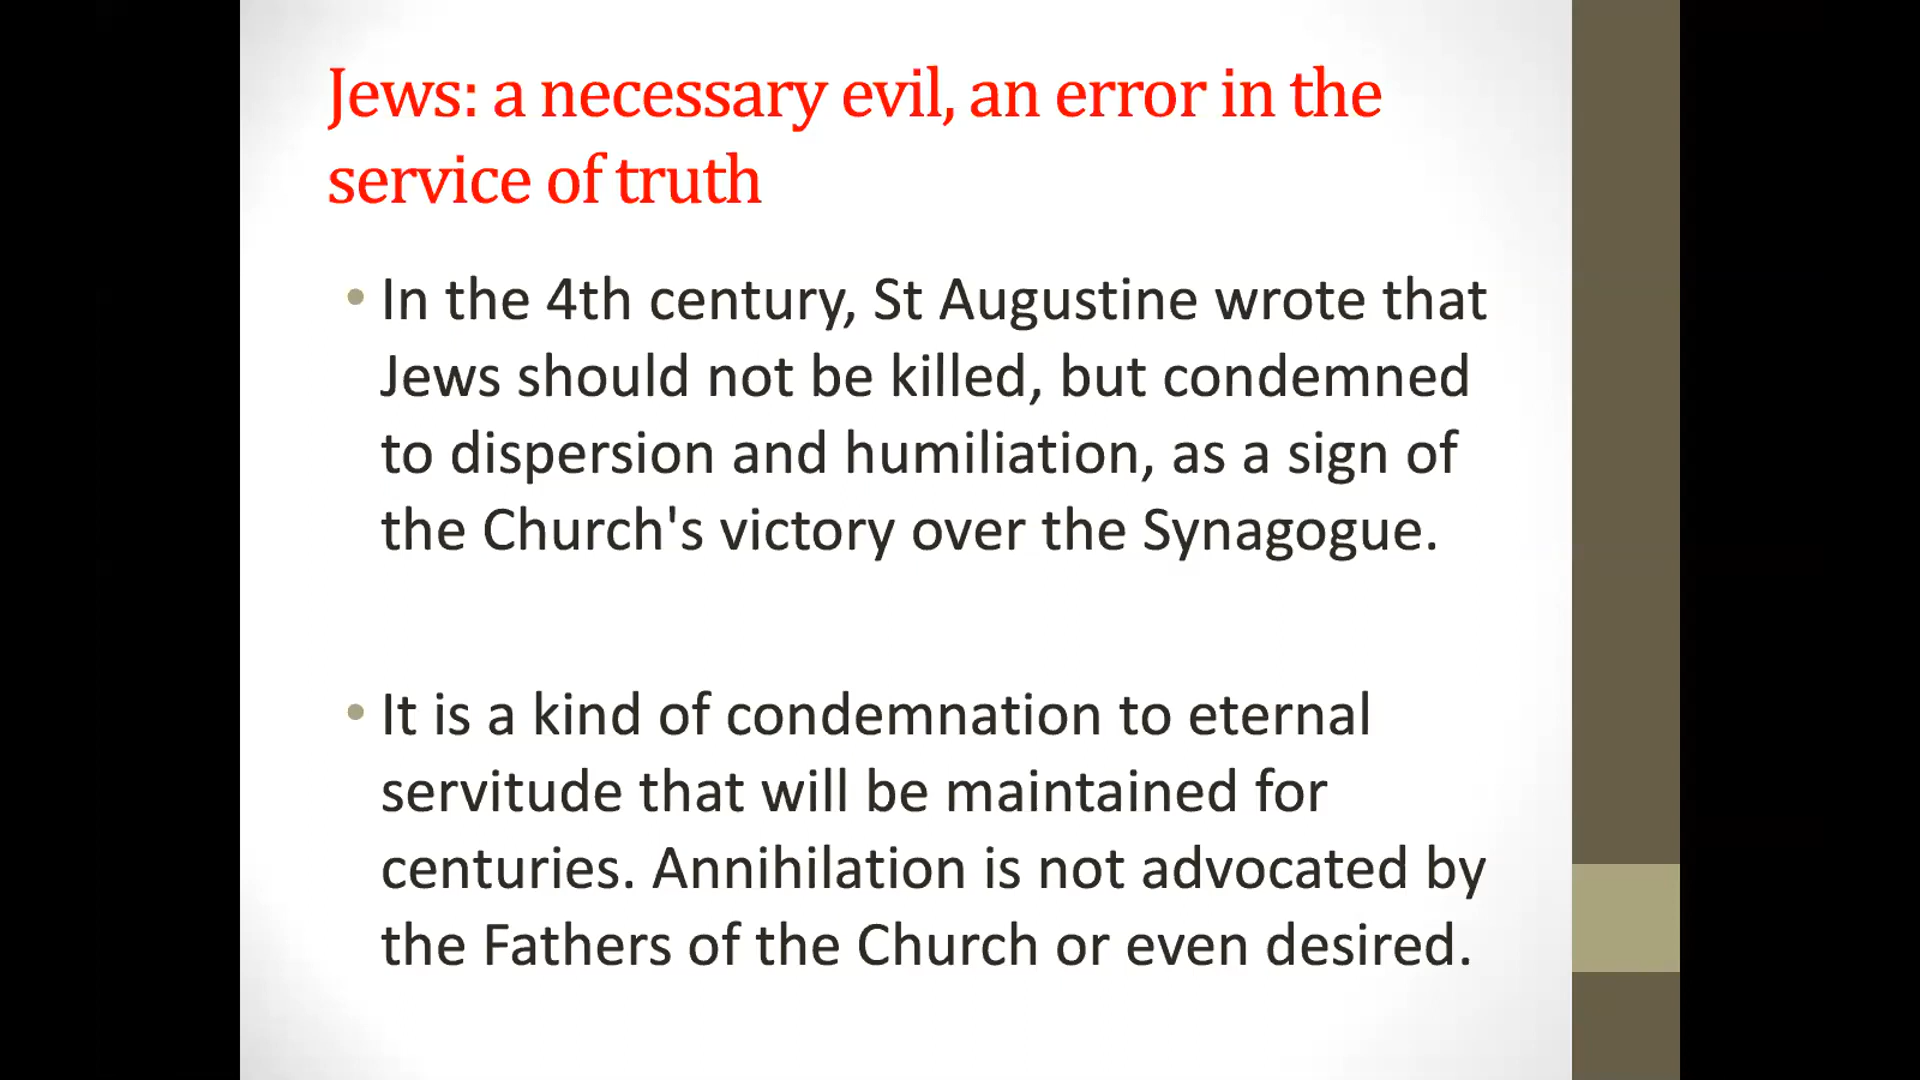 Jews: a necessary evil, an error in the
service of truth
• In the 4th century, St Augustine wrote that
Jews should not be killed, but condemned
to dispersion and humiliation, as a sign of
the Church's victory over the Synagogue.
• It is a kind of condemnation to eternal
servitude that will be maintained for
centuries. Annihilation is not advocated by
the Fathers of the Church or even desired.